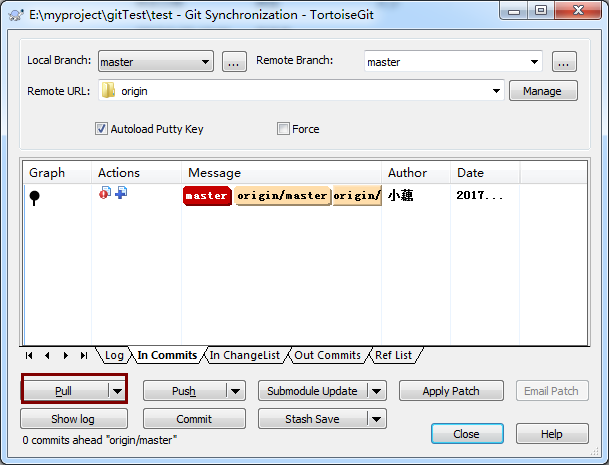 E:\myproject\gitTest\test - Git Synchronization - TortoiseGit
Local Branch: master ... Remote Branch: master ...
Remote URL: origin Manage
Autoload Putty Key Force
Graph Actions Message Author Date
master origin/master origin/ 小蘊 2017...
Log In Commits In ChangeList Out Commits Ref List
Pull Push Submodule Update Apply Patch Email Patch
Show log Commit Stash Save
0 commits ahead "origin/master"
Close Help